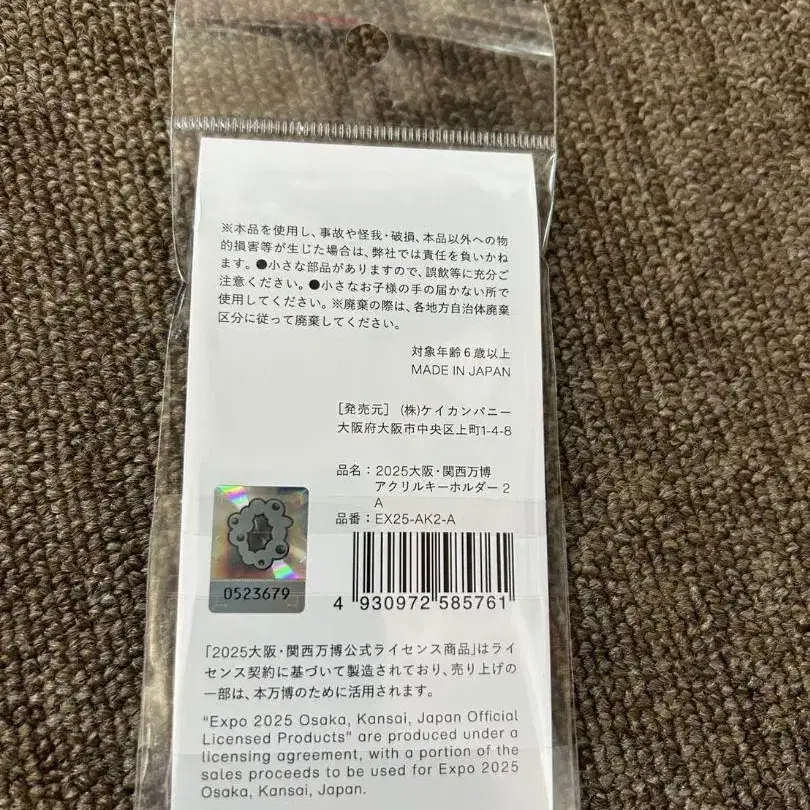 ※本品を使用し、事故や怪我・破損、本品以外への物
的損害等が生じた場合は、弊社では責任を負いかね
ます。●小さな部品がありますので、誤飲等に充分ご
注意ください。●小さなお子様の手の届かない所で
使用してください。※廃棄の際は、各地方自治体廃棄
区分に従って廃棄してください。
対象年齢6歳以上
MADE IN JAPAN
［発売元］（株）ケイカンパニー
大阪府大阪市中央区上町1-4-8
品名：2025大阪・関西万博
アクリルキーホルダー2
A
品番：EX25-AK2-A
0523679
4 930972 585761
「2025大阪・関西万博公式ライセンス商品」はライ
センス契約に基づいて製造されており、売り上げの
一部は、本万博のために活用されます。
"Expo 2025 Osaka, Kansai, Japan Official
Licensed Products" are produced under a
licensing agreement, with a portion of the
sales proceeds to be used for Expo 2025
Osaka, Kansai, Japan.